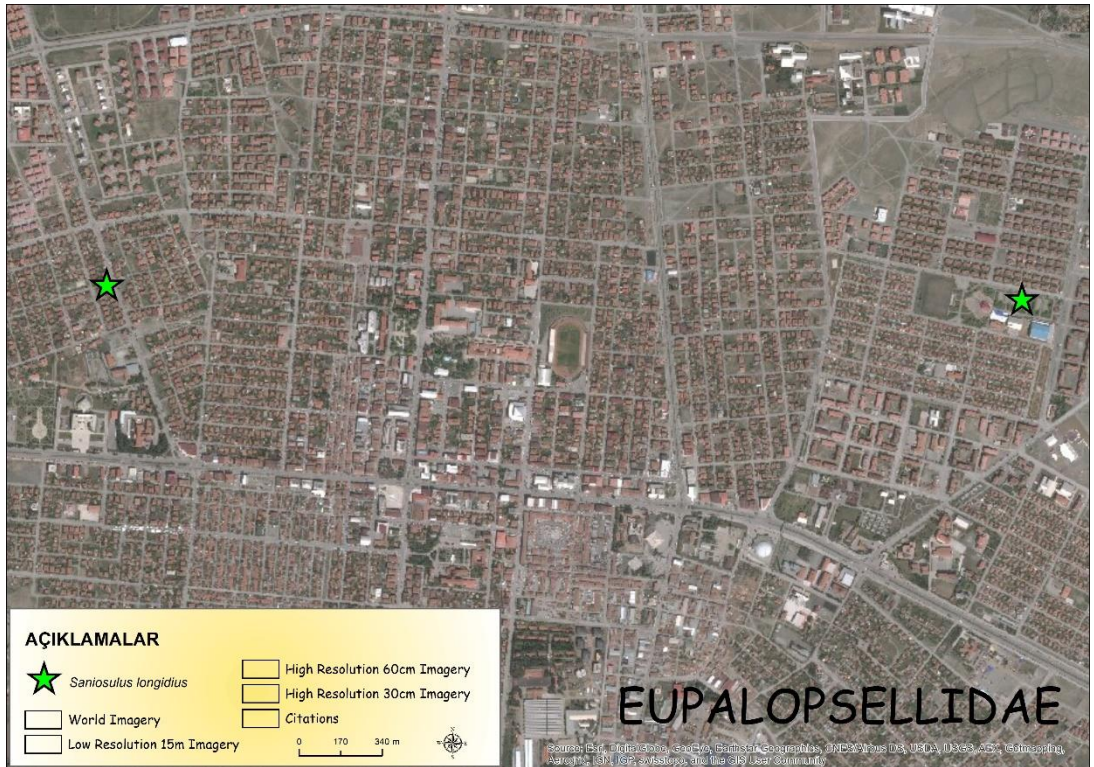 AÇIKLAMALAR
Saniosulus longidius
World Imagery
Low Resolution 15m Imagery
High Resolution 60cm Imagery
High Resolution 30cm Imagery
Citations
0 170 340 m
EUPALOPSELLIDAE
Source: Esri, DigitalGlobe, GeoEye, Earthstar Geographics, CNES/Airbus DS, USDA, USGS, AEX, Getmapping,
Aerogrid, IGN, IGP, swisstopo, and the GIS User Community